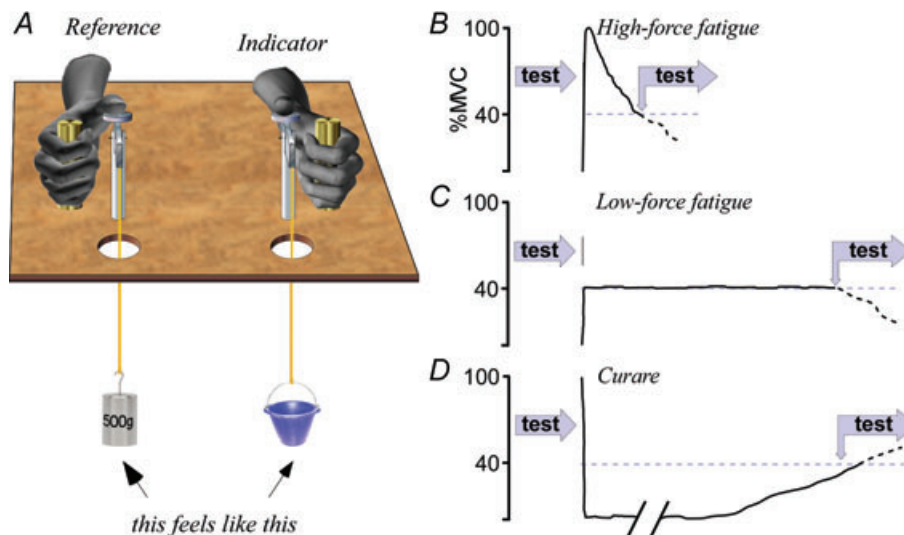 A
Reference
Indicator
500g
this feels like this
B
High-force fatigue
100
test
test
%MVC
40
C
Low-force fatigue
100
test
test
40
D
Curare
100
test
test
40